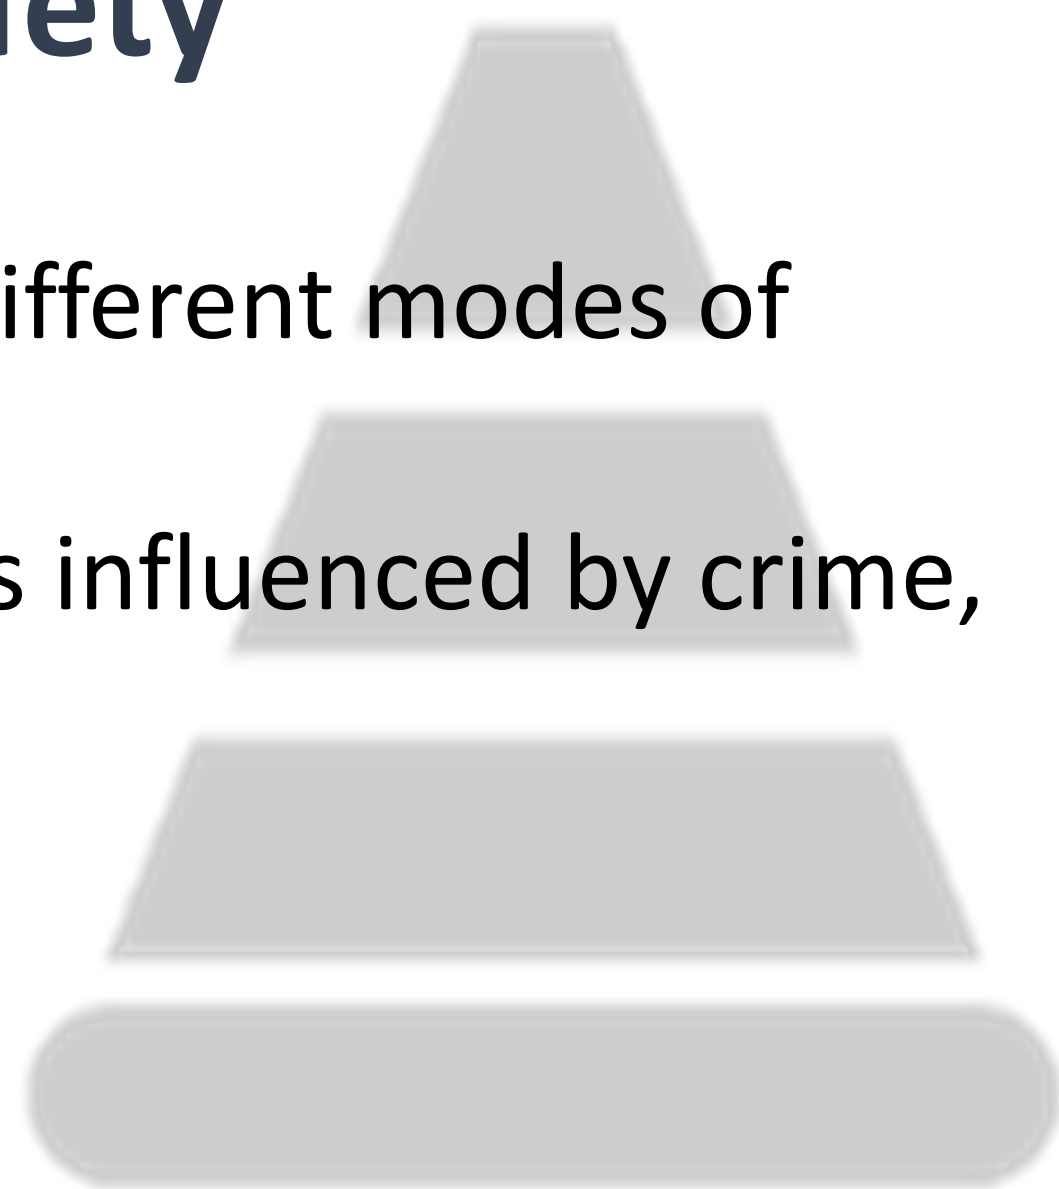 iety
ifferent modes of
s influenced by crime,